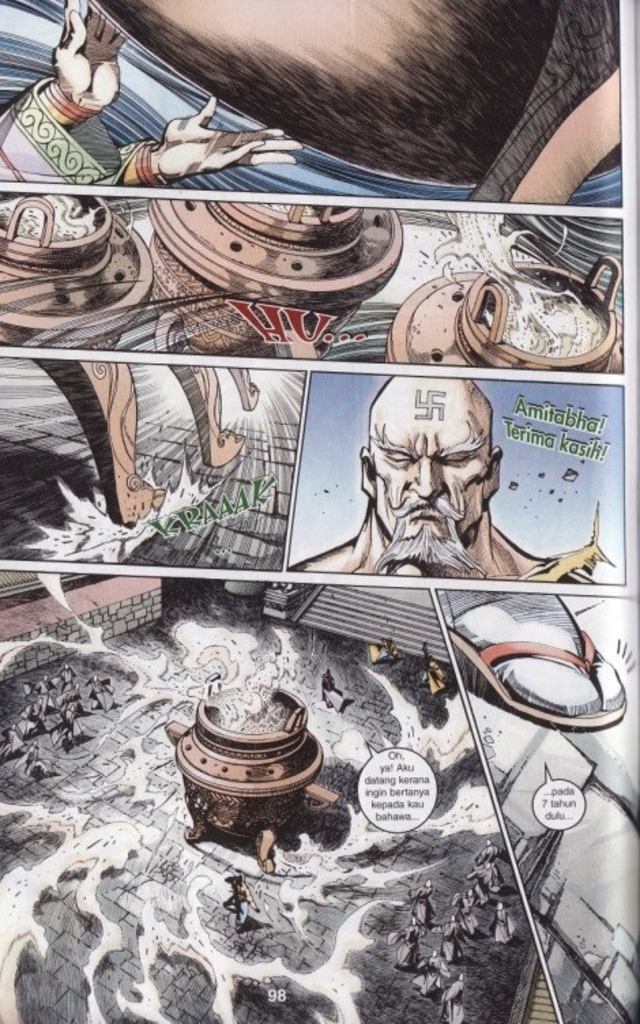 HU...
KRAAAK
...
Amitabha!
Terima kasih!
Oh,
ya! Aku
datang kerana
ingin bertanya
kepada kau
bahawa...
...pada
7 tahun
dulu...
98